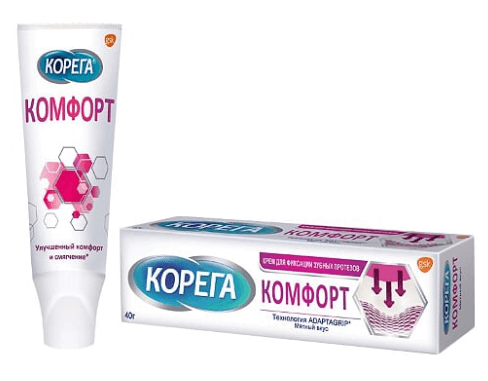 КОРЕГА
КОМФОРТ
Улучшенный комфорт
и смягчение*
gsk
КРЕМ ДЛЯ ФИКСАЦИИ ЗУБНЫХ ПРОТЕЗОВ
gsk
КОРЕГА
КОМФОРТ
Технология ADAPTAGRIP*
Мятный вкус
40г